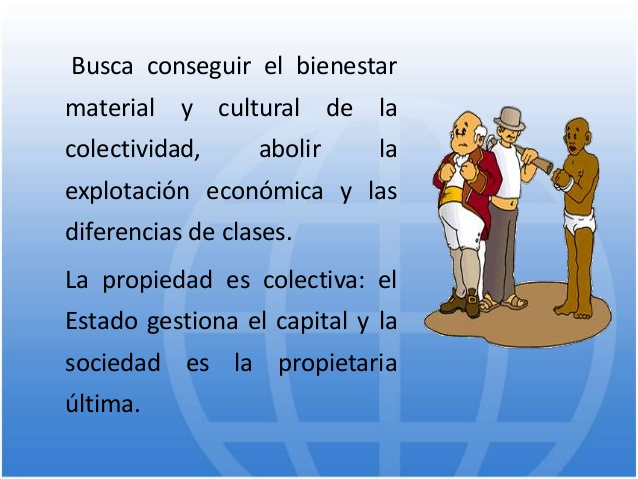 Busca conseguir el bienestar
material y cultural de la
colectividad, abolir la
explotación económica y las
diferencias de clases.
La propiedad es colectiva: el
Estado gestiona el capital y la
sociedad es la propietaria
última.